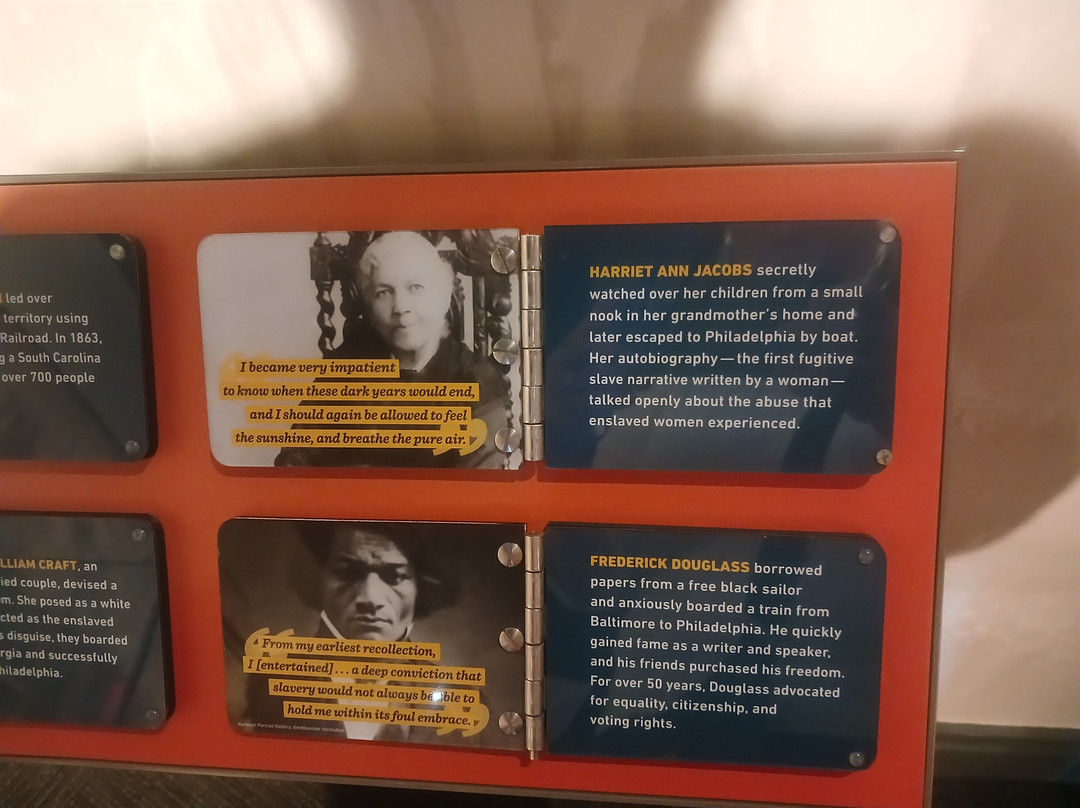 led over
territory using
Railroad. In 1863,
g a South Carolina
over 700 people
I became very impatient
to know when these dark years would end,
and I should again be allowed to feel
the sunshine, and breathe the pure air.”
HARRIET ANN JACOBS secretly
watched over her children from a small
nook in her grandmother's home and
later escaped to Philadelphia by boat.
Her autobiography — the first fugitive
slave narrative written by a woman —
talked openly about the abuse that
enslaved women experienced.
LLIAM CRAFT, an
ied couple, devised a
m. She posed as a white
cted as the enslaved
s disguise, they boarded
rgia and successfully
hiladelphia.
“From my earliest recollection,
I [entertained] . . . a deep conviction that
slavery would not always be able to
hold me within its foul embrace.”
National Portrait Gallery, Smithsonian Institution
FREDERICK DOUGLASS borrowed
papers from a free black sailor
and anxiously boarded a train from
Baltimore to Philadelphia. He quickly
gained fame as a writer and speaker,
and his friends purchased his freedom.
For over 50 years, Douglass advocated
for equality, citizenship, and
voting rights.